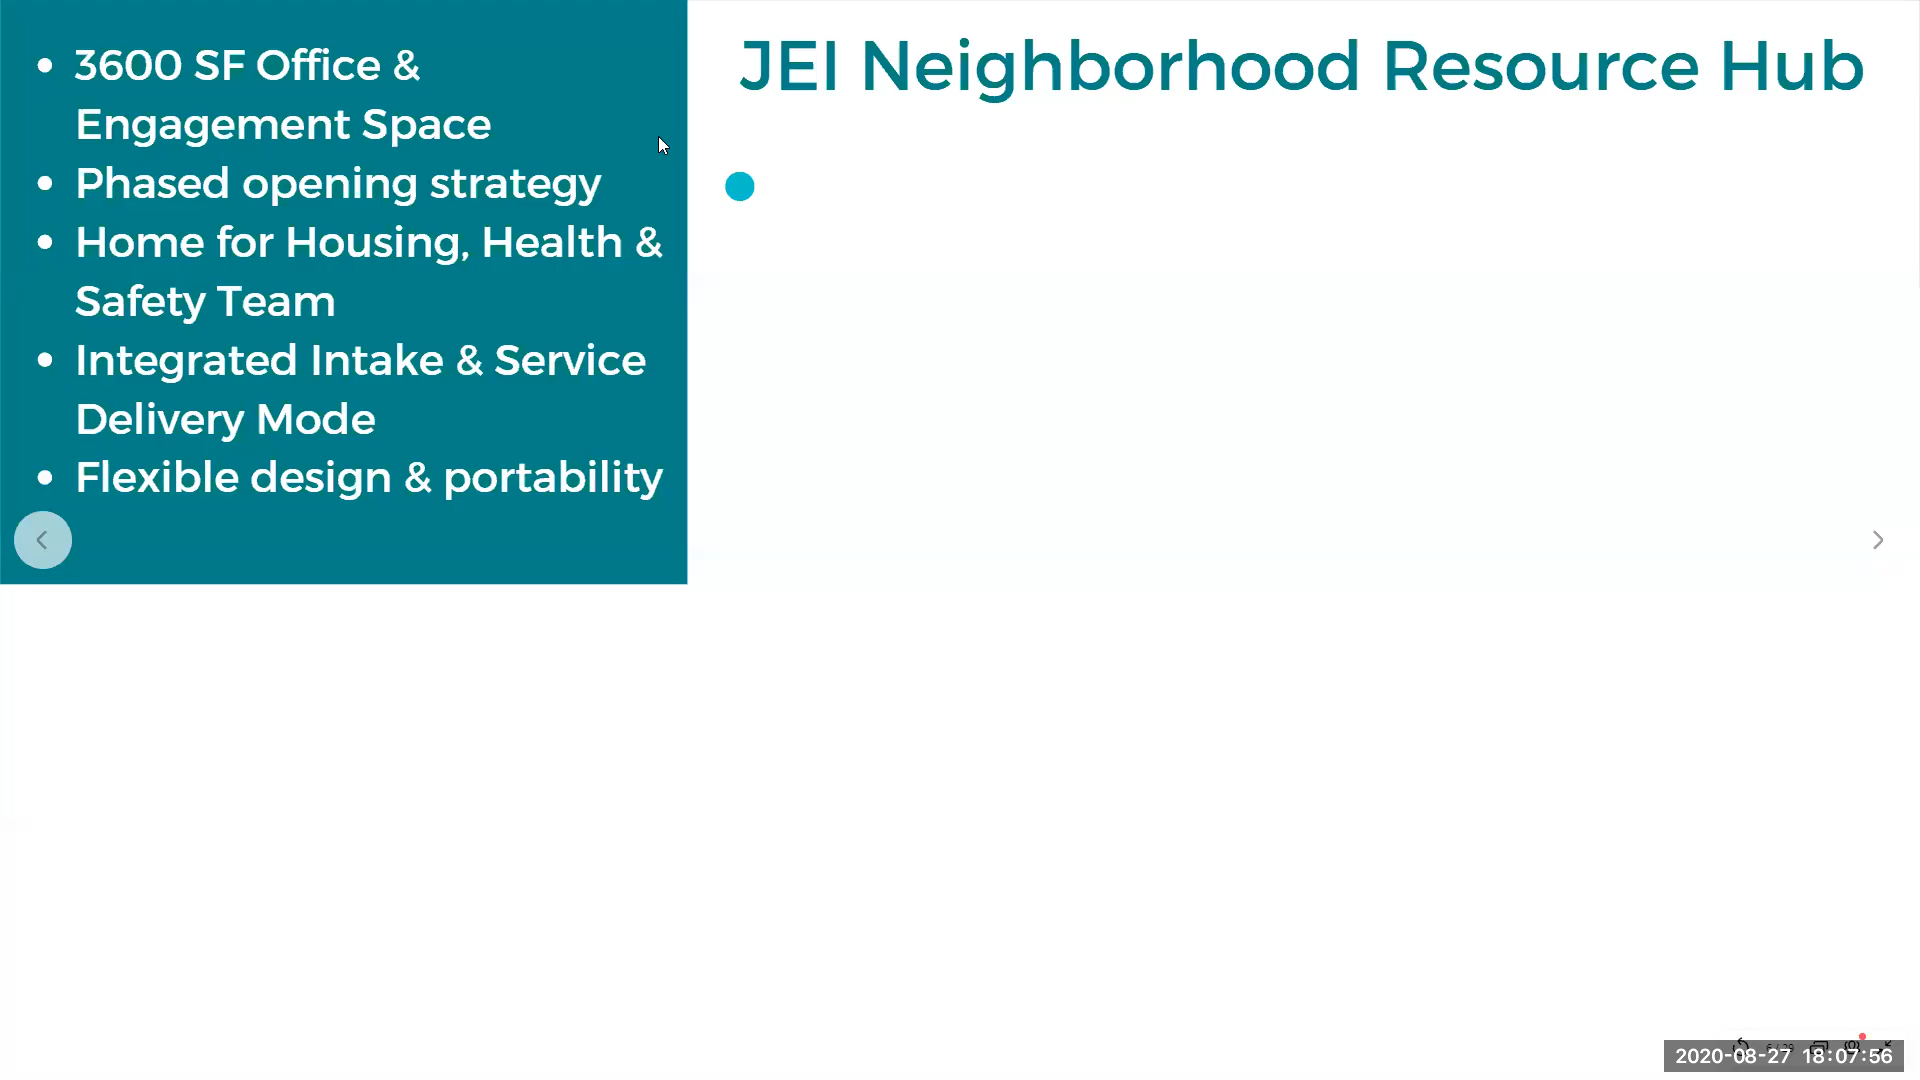 • 3600 SF Office &
Engagement Space
• Phased opening strategy
• Home for Housing, Health &
Safety Team
• Integrated Intake & Service
Delivery Mode
• Flexible design & portability
JEI Neighborhood Resource Hub
2020-08-27 18:07:56